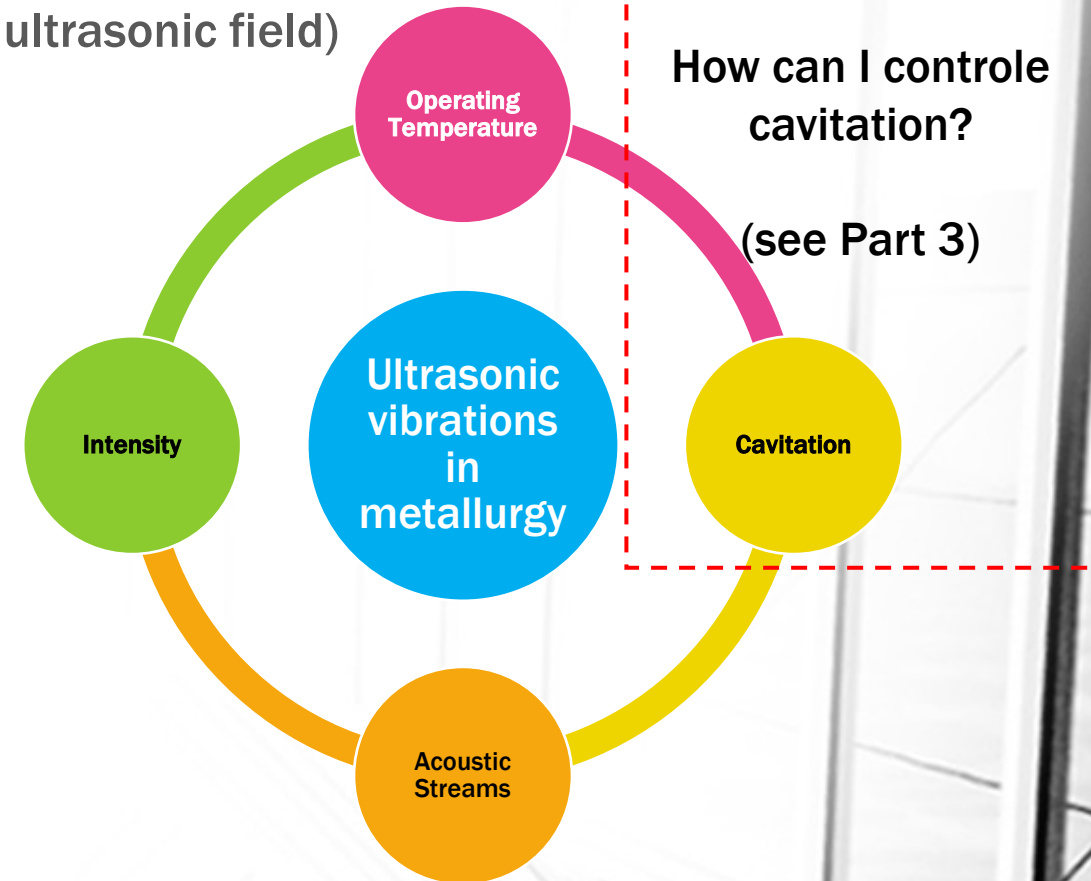 ultrasonic field)
How can I controle
cavitation?
(see Part 3)
Operating
Temperature
Ultrasonic
vibrations
in
metallurgy
Intensity
Cavitation
Acoustic
Streams